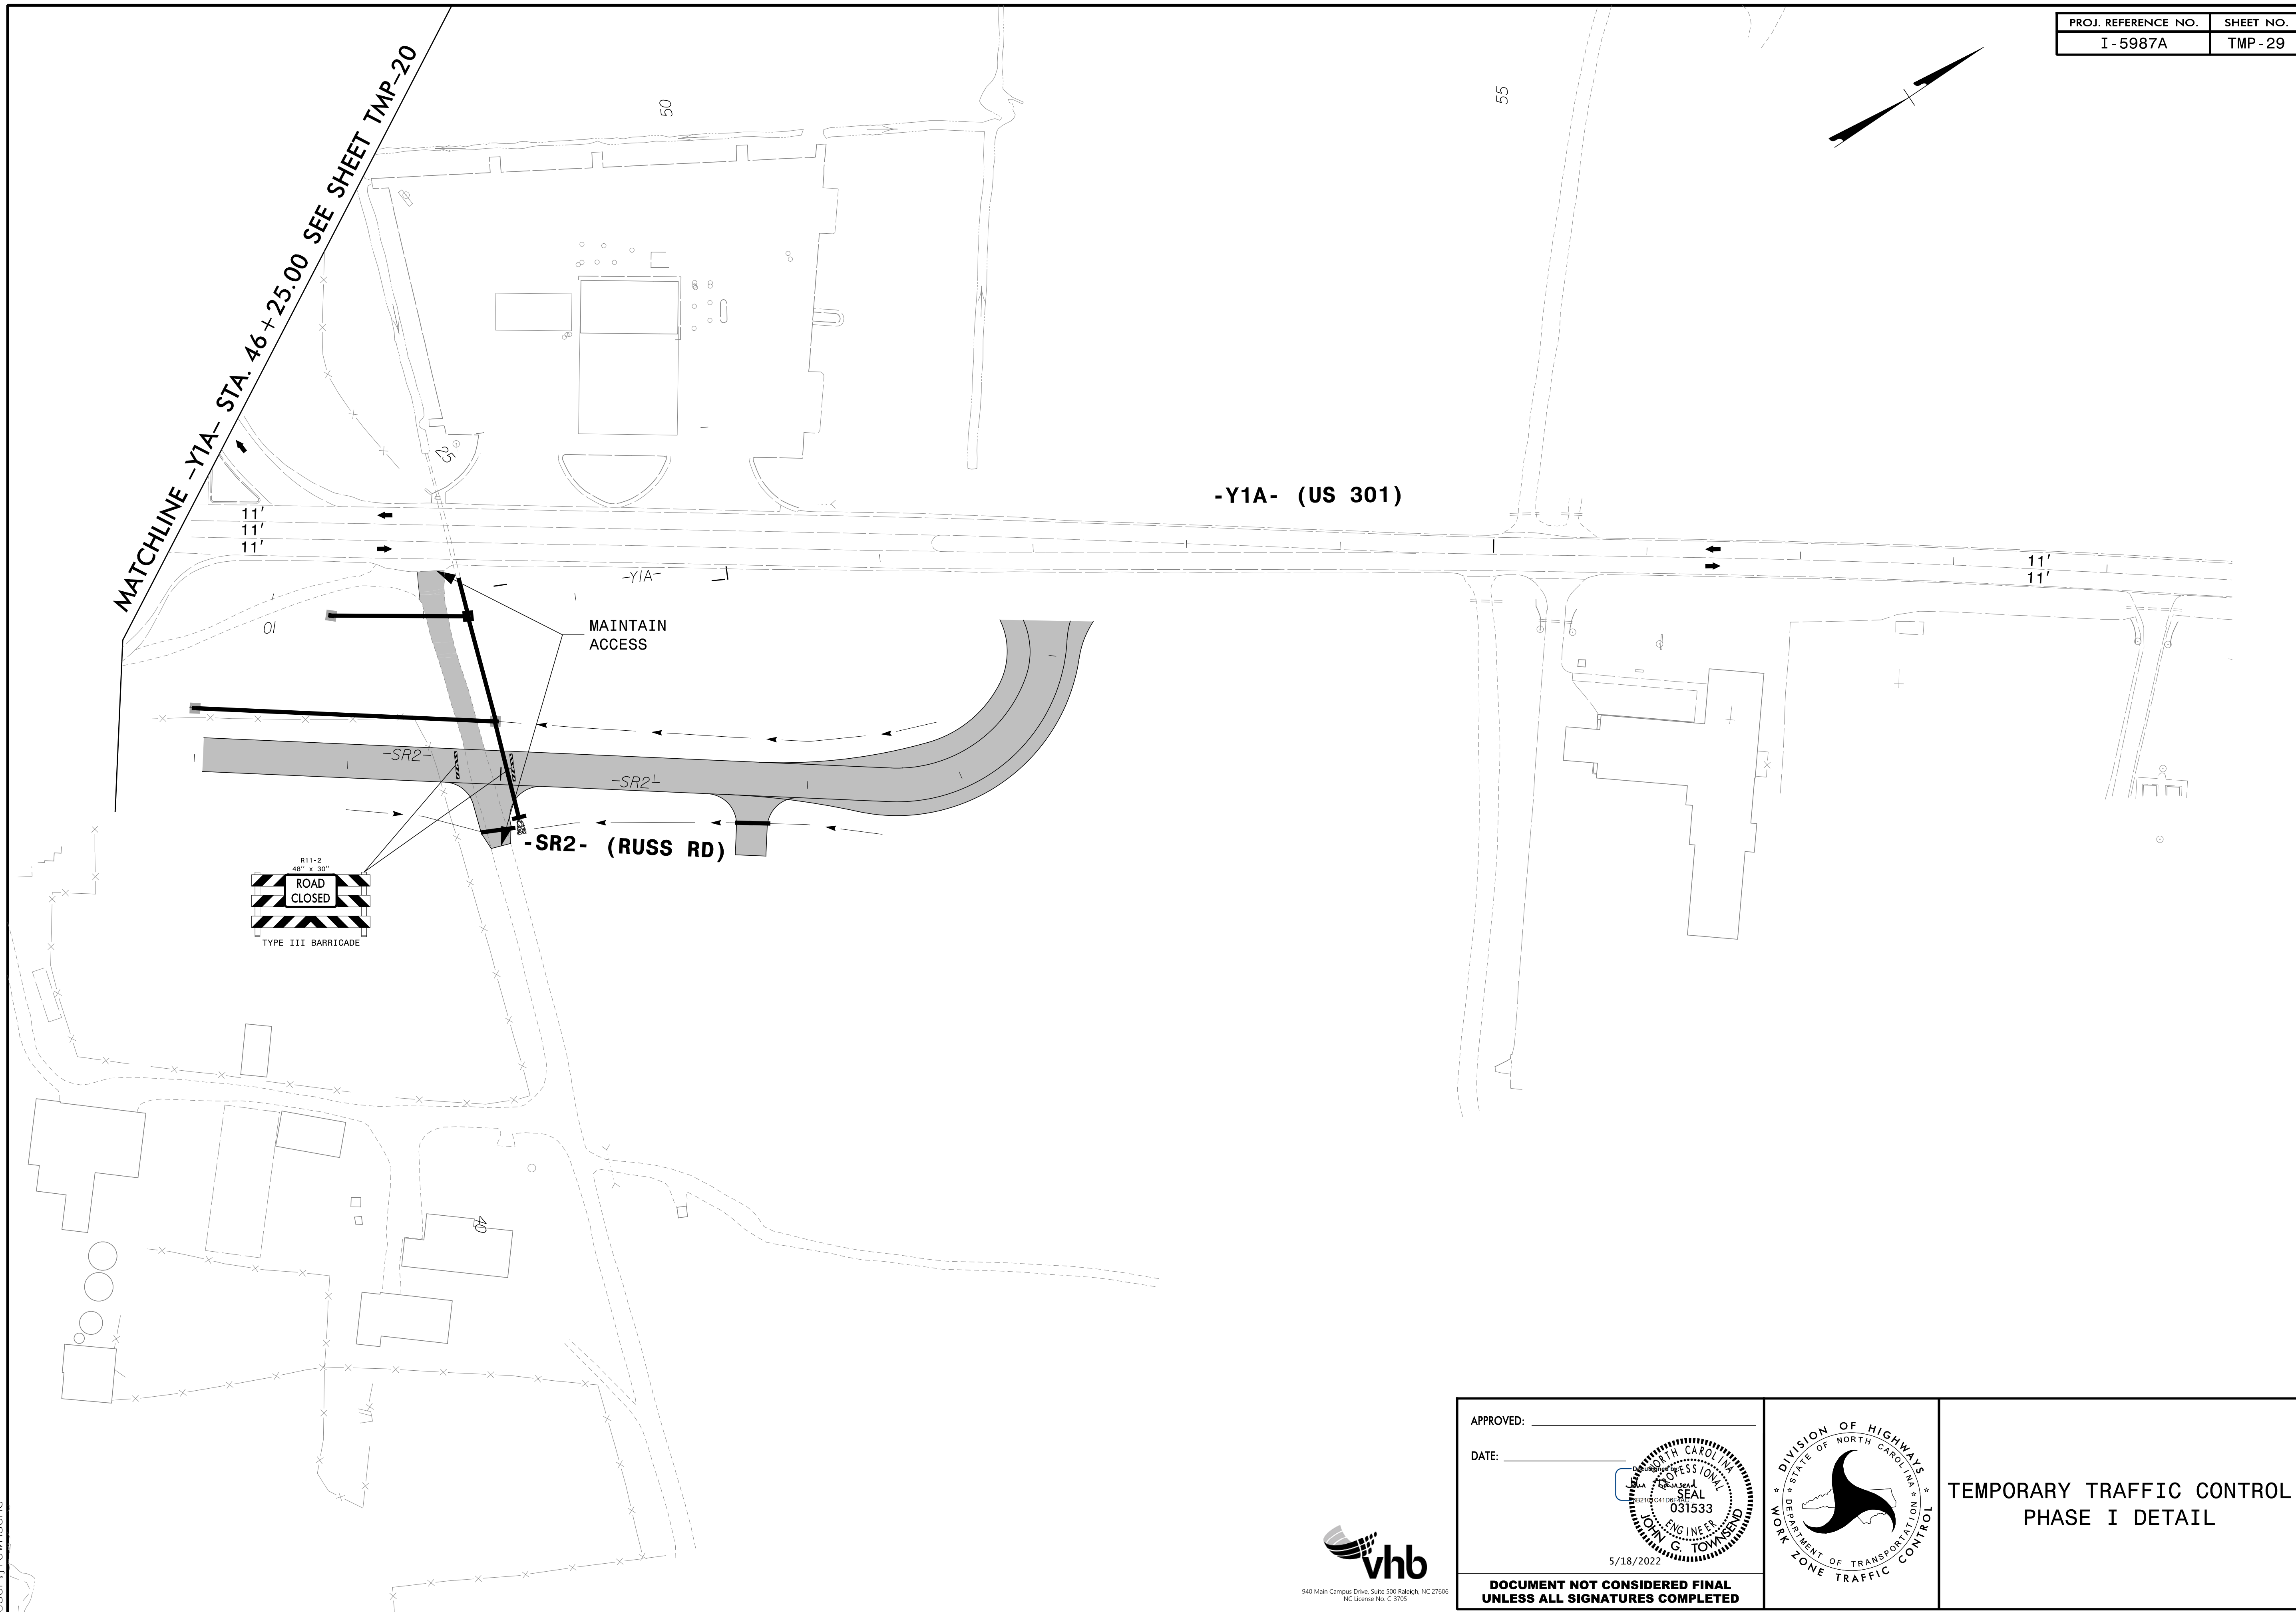 PROJ. REFERENCE NO. SHEET NO.
I-5987A TMP-29
MATCHLINE -Y1A- STA. 46+25.00 SEE SHEET TMP-20
50
55
25
-Y1A- (US 301)
11'
11'
11'
11'
11'
-Y1A-
10
MAINTAIN
ACCESS
-SR2-
-SR2-
-SR2- (RUSS RD)
R11-2
48" x 30"
ROAD
CLOSED
TYPE III BARRICADE
40
APPROVED:
DATE:
NORTH CAROLINA
PROFESSIONAL
SEAL
031533
ENGINEER
JOHN G. TOWNSEND
5/18/2022
DOCUMENT NOT CONSIDERED FINAL
UNLESS ALL SIGNATURES COMPLETED
vhb
940 Main Campus Drive, Suite 500 Raleigh, NC 27606
NC License No. C-3705
DIVISION OF HIGHWAYS
STATE OF NORTH CAROLINA
DEPARTMENT OF TRANSPORTATION
WORK ZONE TRAFFIC CONTROL
TEMPORARY TRAFFIC CONTROL
PHASE I DETAIL